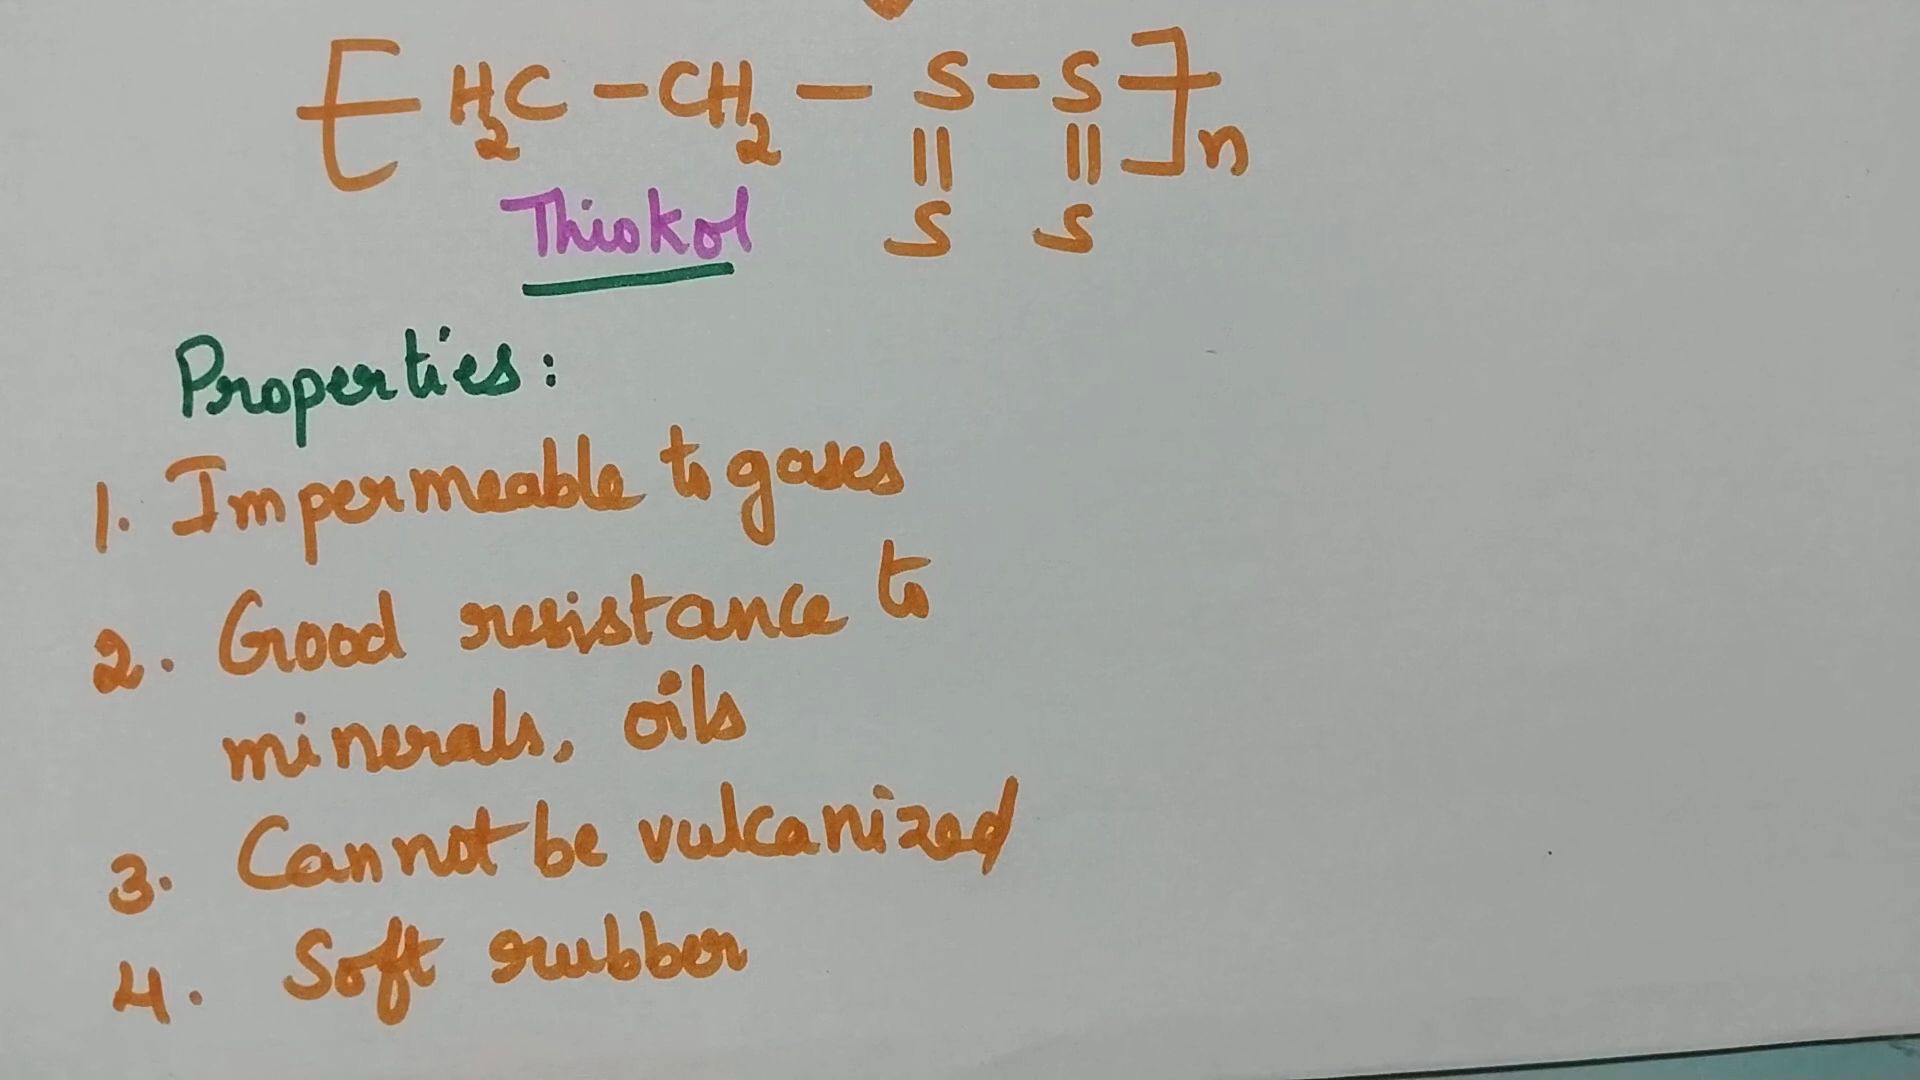 [ H2C - CH2 - S - S ]n
|| ||
S S
Thiokol
Properties:
1. Impermeable to gases
2. Good resistance to
minerals, oils
3. Cannot be vulcanized
4. Soft rubber